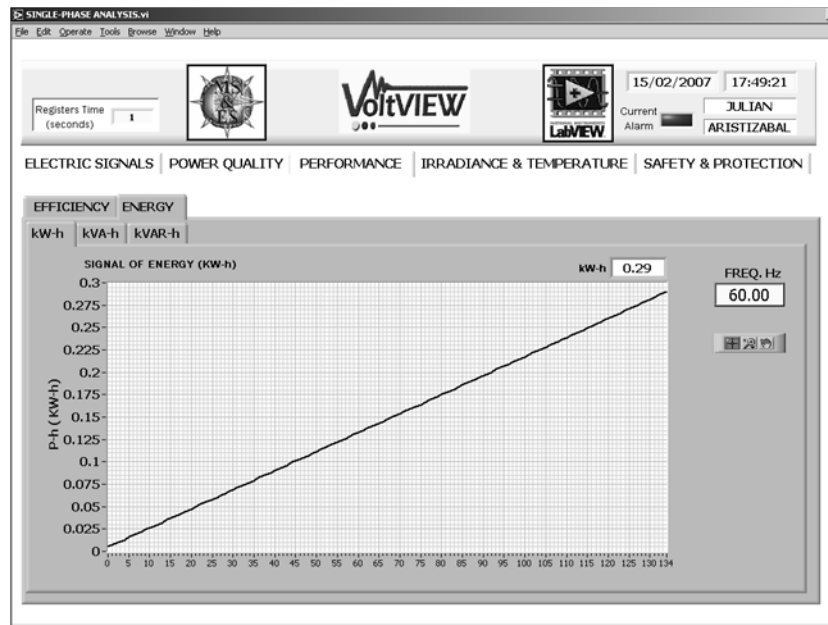 SINGLE-PHASE ANALYSIS.vi
File Edit Operate Tools Browse Window Help
Registers Time
(seconds)
1
MS
&
ES
VoltVIEW
NATIONAL INSTRUMENTS
LabVIEW
15/02/2007 17:49:21
Current
Alarm
JULIAN
ARISTIZABAL
ELECTRIC SIGNALS POWER QUALITY PERFORMANCE IRRADIANCE & TEMPERATURE SAFETY & PROTECTION
EFFICIENCY ENERGY
kW-h kVA-h kVAR-h
SIGNAL OF ENERGY (KW-h)
kW-h 0.29
FREQ. Hz
60.00
P-h ( KW-h)
0.3
0.275
0.25
0.225
0.2
0.175
0.15
0.125
0.1
0.075
0.05
0.025
0
0 5 10 15 20 25 30 35 40 45 50 55 60 65 70 75 80 85 90 95 100 105 110 115 120 125 130 134